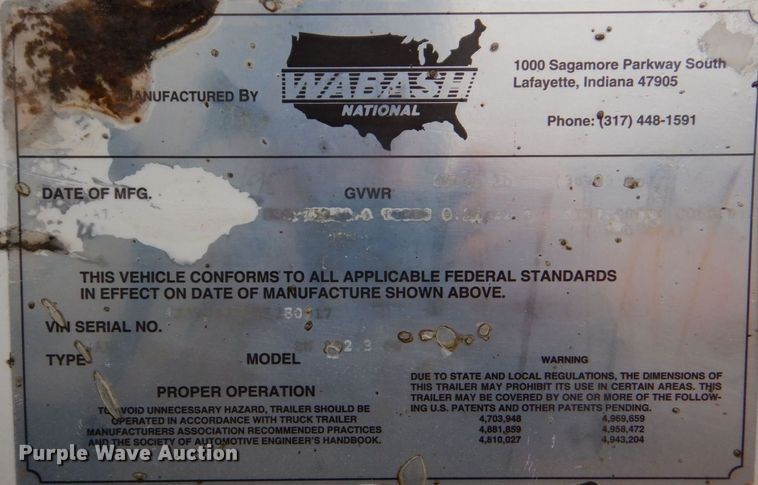 MANUFACTURED BY
WABASH
NATIONAL
1000 Sagamore Parkway South
Lafayette, Indiana 47905
Phone: (317) 448-1591
DATE OF MFG.
GVWR
THIS VEHICLE CONFORMS TO ALL APPLICABLE FEDERAL STANDARDS
IN EFFECT ON DATE OF MANUFACTURE SHOWN ABOVE.
VIN SERIAL NO.
TYPE
MODEL
PROPER OPERATION
TO AVOID UNNECESSARY HAZARD, TRAILER SHOULD BE
OPERATED IN ACCORDANCE WITH TRUCK TRAILER
MANUFACTURERS ASSOCIATION RECOMMENDED PRACTICES
AND THE SOCIETY OF AUTOMOTIVE ENGINEER'S HANDBOOK.
WARNING
DUE TO STATE AND LOCAL REGULATIONS, THE DIMENSIONS OF
THIS TRAILER MAY PROHIBIT ITS USE IN CERTAIN AREAS. THIS
TRAILER MAY BE COVERED BY ONE OR MORE OF THE FOLLOW-
ING U.S. PATENTS AND OTHER PATENTS PENDING.
4,703,948 4,969,659
4,881,859 4,958,472
4,810,027 4,943,204
Purple Wave Auction